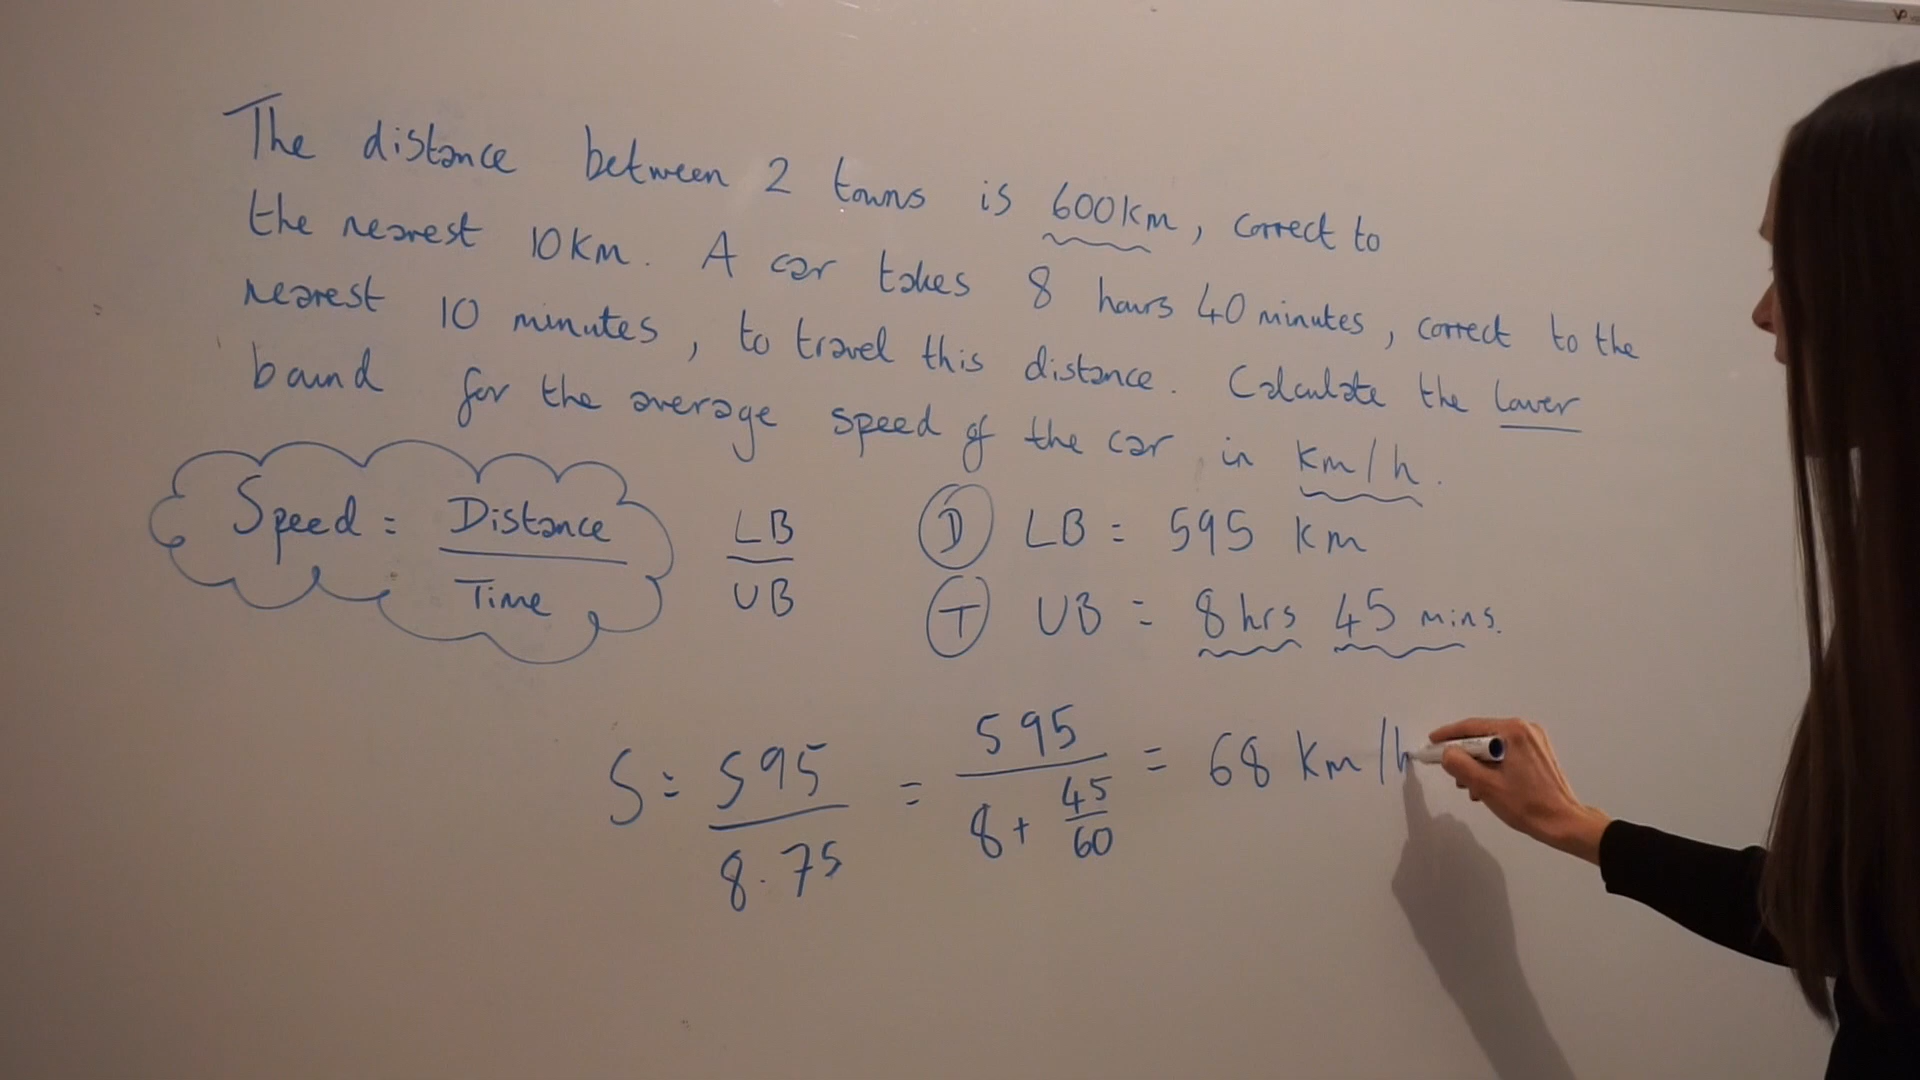 The distance between 2 towns is 600km, correct to
the nearest 10km. A car takes 8 hours 40 minutes, correct to the
nearest 10 minutes, to travel this distance. Calculate the lower
bound for the average speed of the car in km/h.
Speed = Distance / Time
LB / UB
D LB = 595 km
T UB = 8 hrs 45 mins.
S = 595 / 8.75 = 595 / 8 + 45/60 = 68 km/h